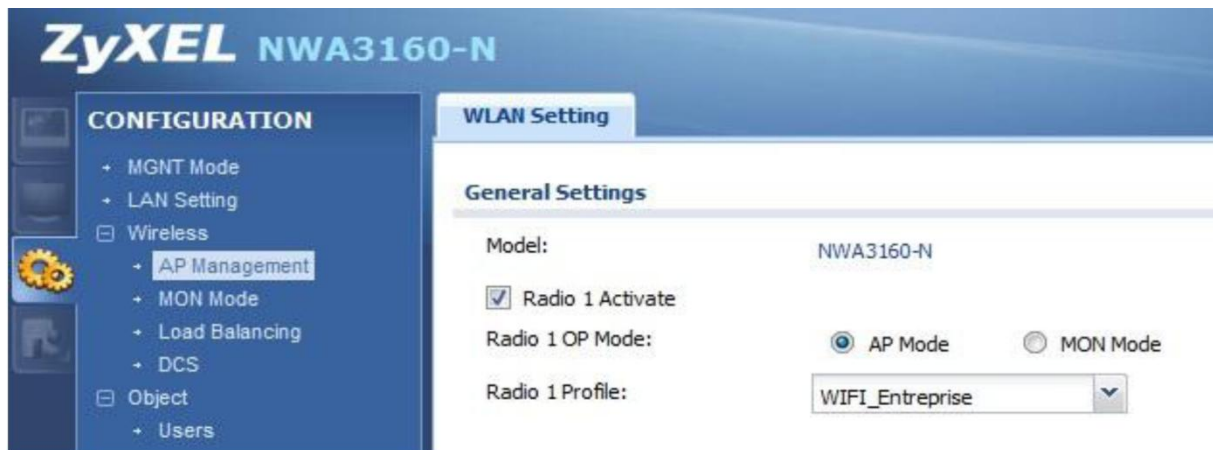 ZyXEL NWA3160-N
CONFIGURATION
MGNT Mode
LAN Setting
Wireless
AP Management
MON Mode
Load Balancing
DCS
Object
Users
WLAN Setting
General Settings
Model: NWA3160-N
Radio 1 Activate
Radio 1 OP Mode: AP Mode MON Mode
Radio 1 Profile: WIFI_Entreprise